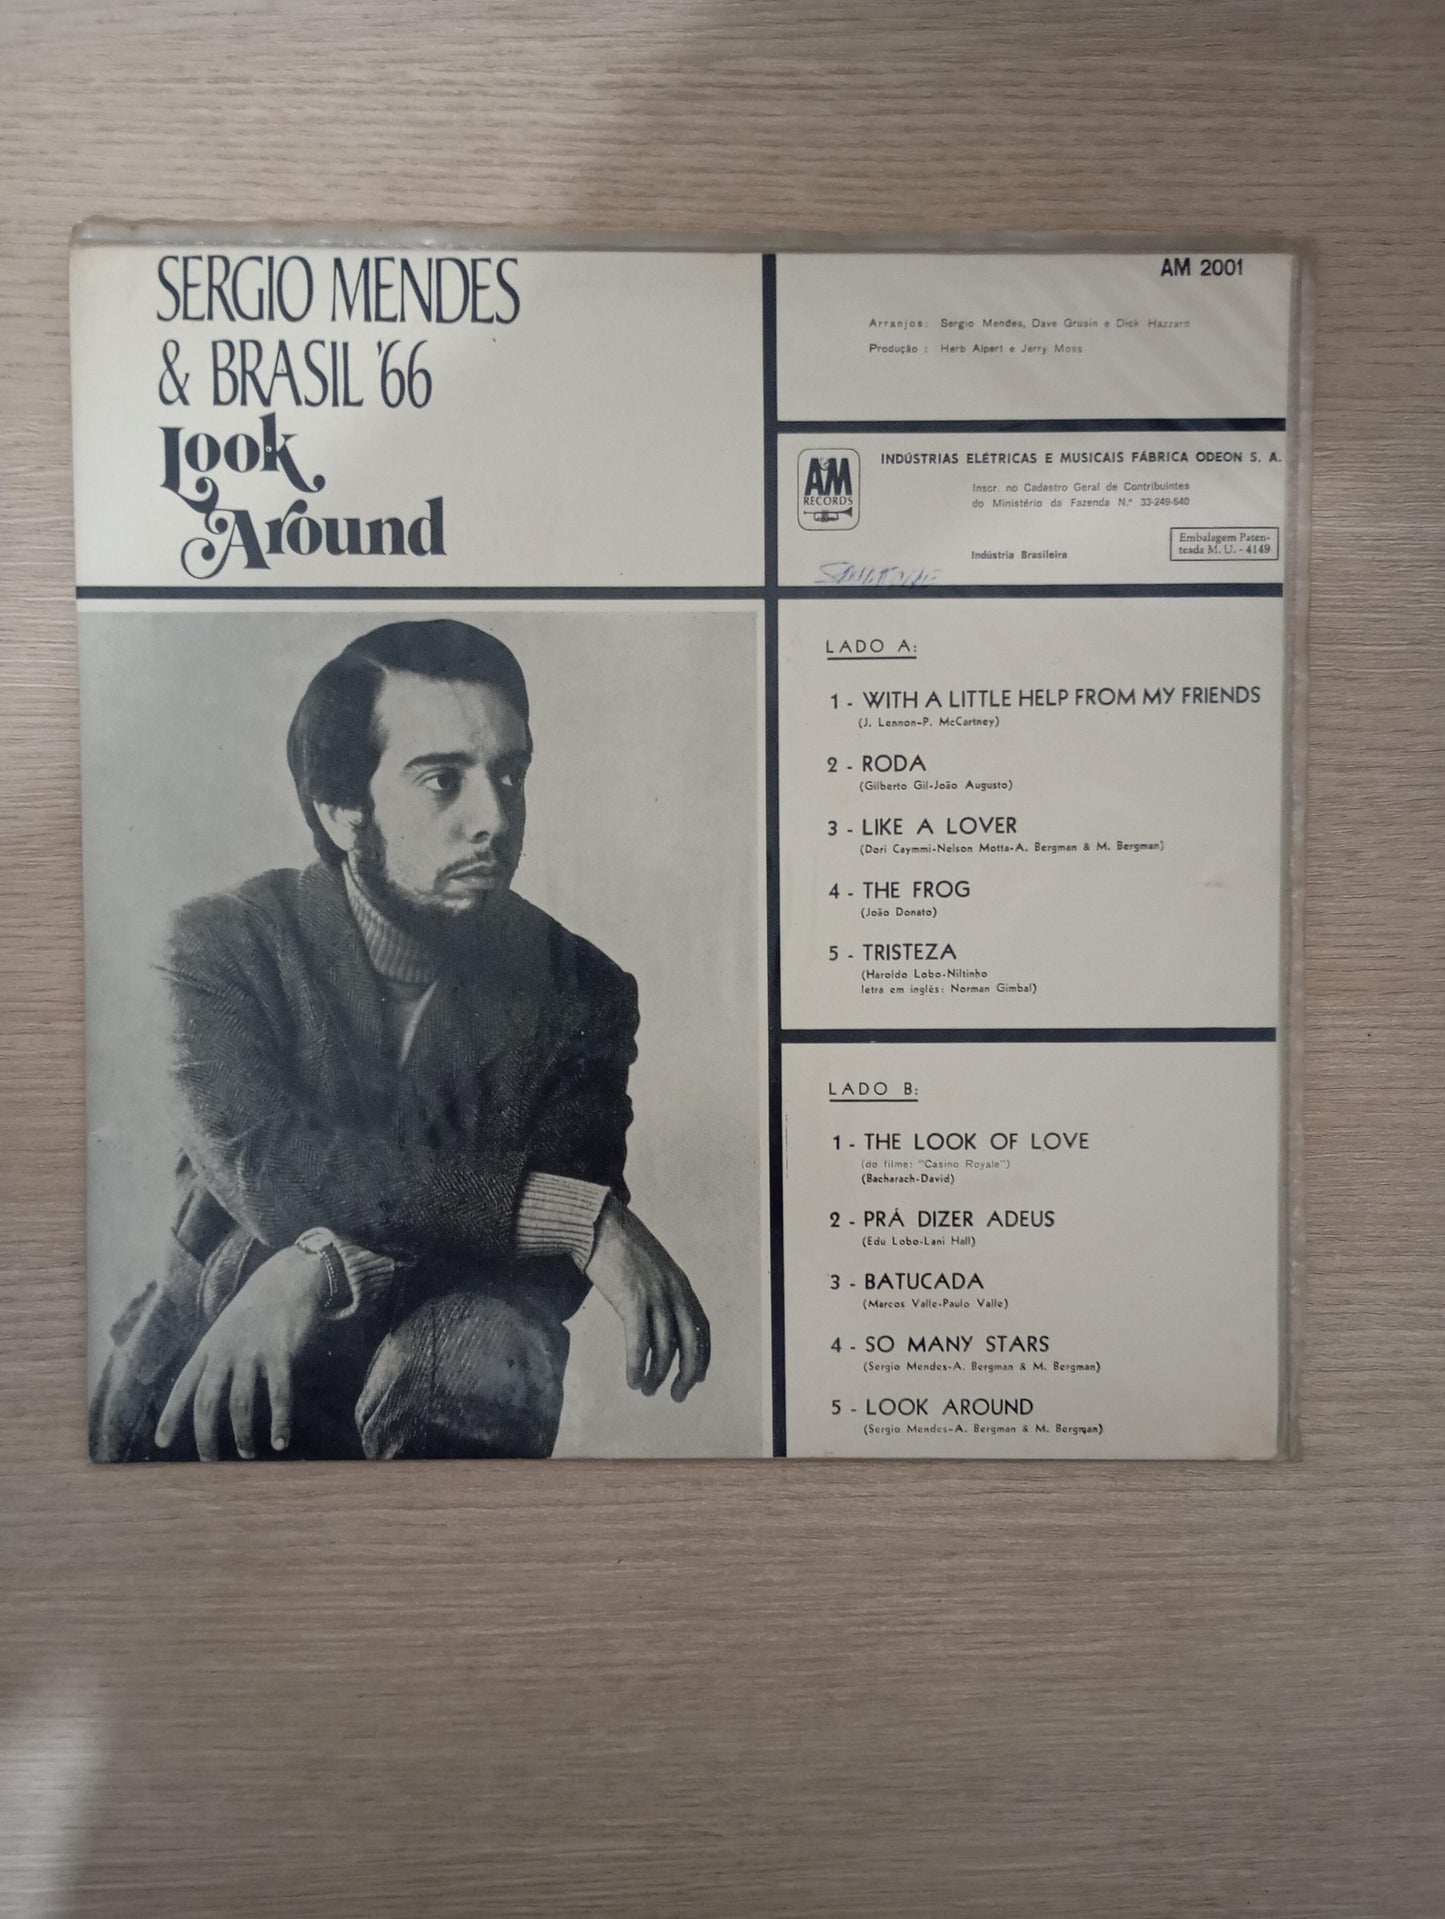 SERGIO MENDES
& BRASIL '66
Look
Around
AM 2001
Arranjos: Sergio Mendes, Dave Grusin e Dick Hazzard
Produção : Herb Alpert e Jerry Moss
A&M
RECORDS
INDÚSTRIAS ELÉTRICAS E MUSICAIS FÁBRICA ODEON S. A.
Inscr. no Cadastro Geral de Contribuintes
do Ministério da Fazenda N.º 33-249-640
Indústria Brasileira
Embalagem Paten-
teada M. U. - 4149
LADO A:
1 - WITH A LITTLE HELP FROM MY FRIENDS
(J. Lennon-P. McCartney)
2 - RODA
(Gilberto Gil-João Augusto)
3 - LIKE A LOVER
(Dori Caymmi-Nelson Motta-A. Bergman & M. Bergman)
4 - THE FROG
(João Donato)
5 - TRISTEZA
(Haroldo Lobo-Niltinho
letra em inglês: Norman Gimbal)
LADO B:
1 - THE LOOK OF LOVE
(do filme: "Casino Royale")
(Bacharach-David)
2 - PRÁ DIZER ADEUS
(Edu Lobo-Lani Hall)
3 - BATUCADA
(Marcos Valle-Paulo Valle)
4 - SO MANY STARS
(Sergio Mendes-A. Bergman & M. Bergman)
5 - LOOK AROUND
(Sergio Mendes-A. Bergman & M. Bergman)